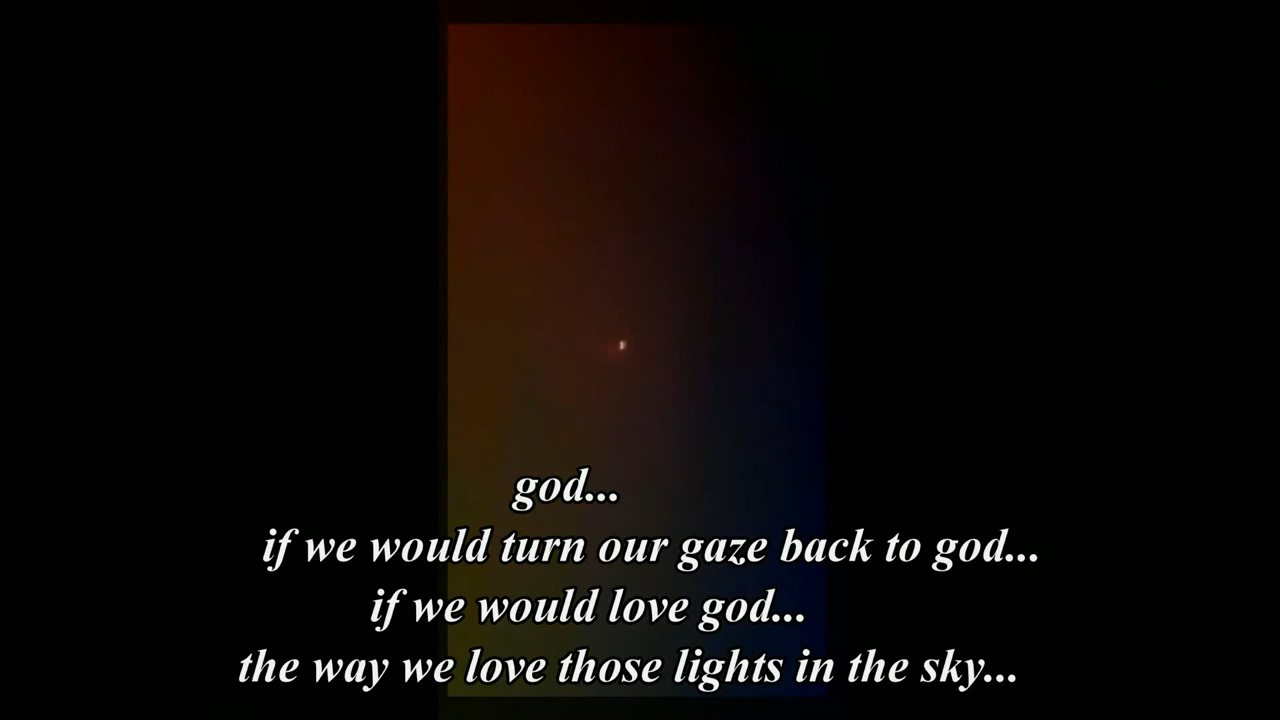 god...
if we would turn our gaze back to god...
if we would love god...
the way we love those lights in the sky...